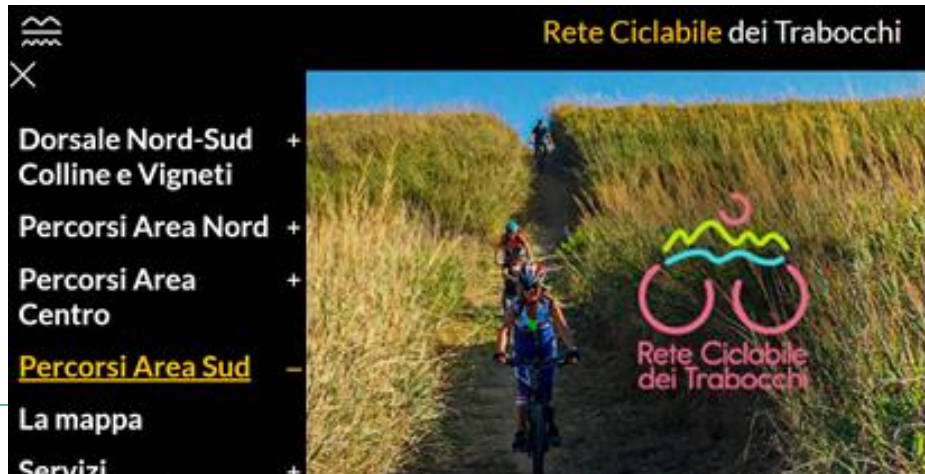 Rete Ciclabile dei Trabocchi
Dorsale Nord-Sud +
Colline e Vigneti
Percorsi Area Nord +
Percorsi Area +
Centro
Percorsi Area Sud –
La mappa
Servizi +
Rete Ciclabile
dei Trabocchi